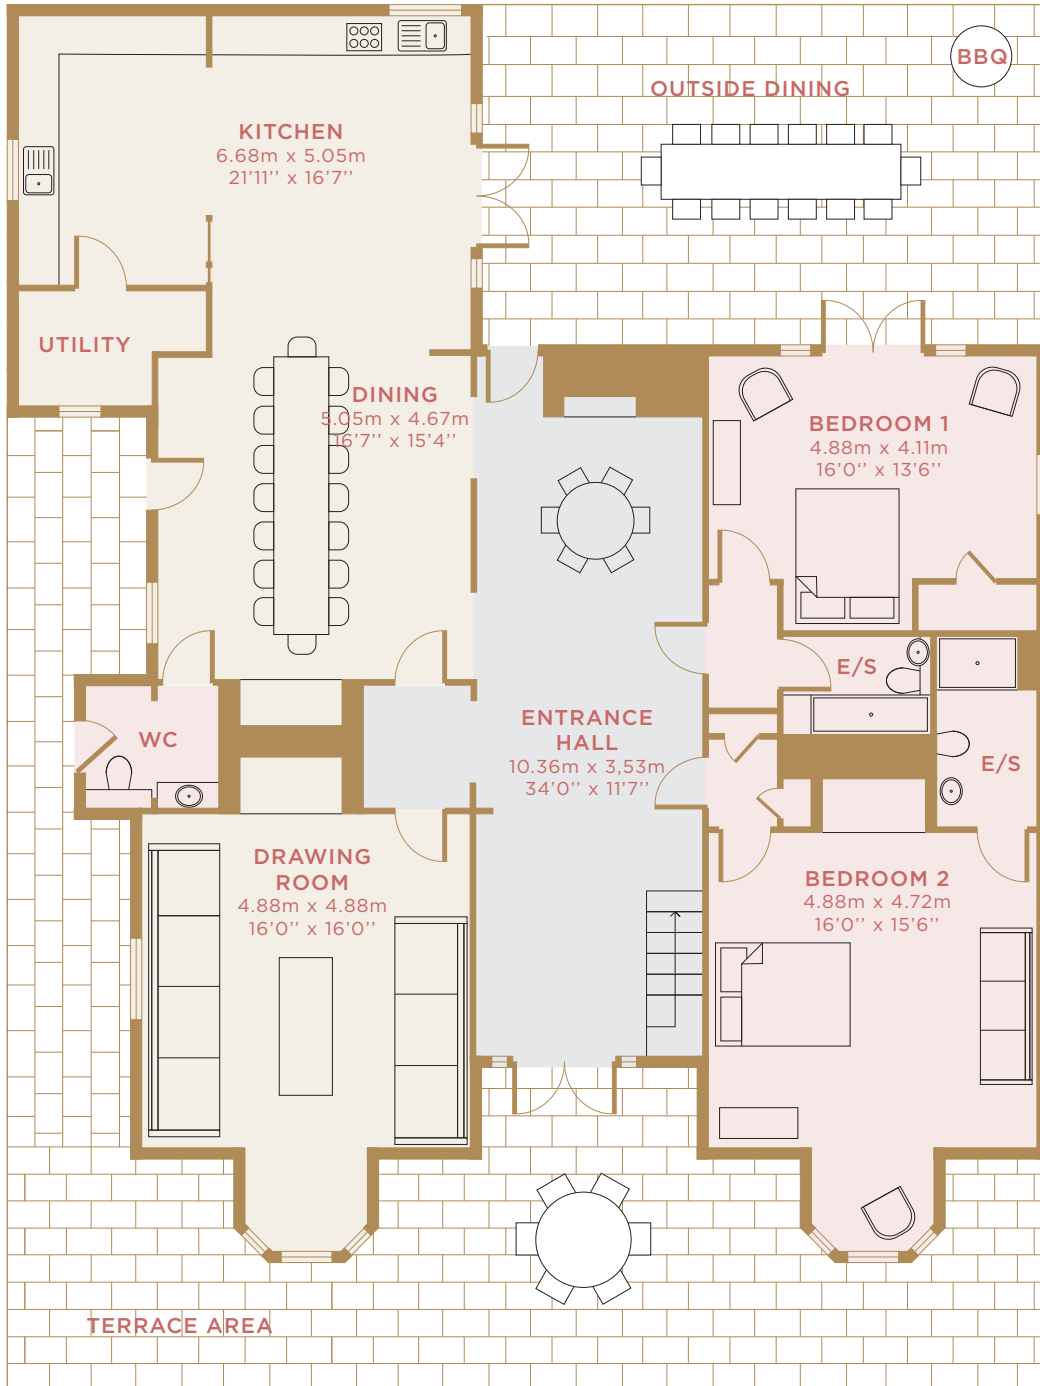 BBQ
OUTSIDE DINING
KITCHEN
6.68m x 5.05m
21’11’’ x 16’7’’
UTILITY
DINING
5.05m x 4.67m
16’7’’ x 15’4’’
BEDROOM 1
4.88m x 4.11m
16’0‘’ x 13’6’’
E/S
WC
ENTRANCE
HALL
10.36m x 3,53m
34’0’’ x 11’7’’
E/S
DRAWING
ROOM
4.88m x 4.88m
16’0’’ x 16’0’’
BEDROOM 2
4.88m x 4.72m
16’0’’ x 15’6’’
TERRACE AREA